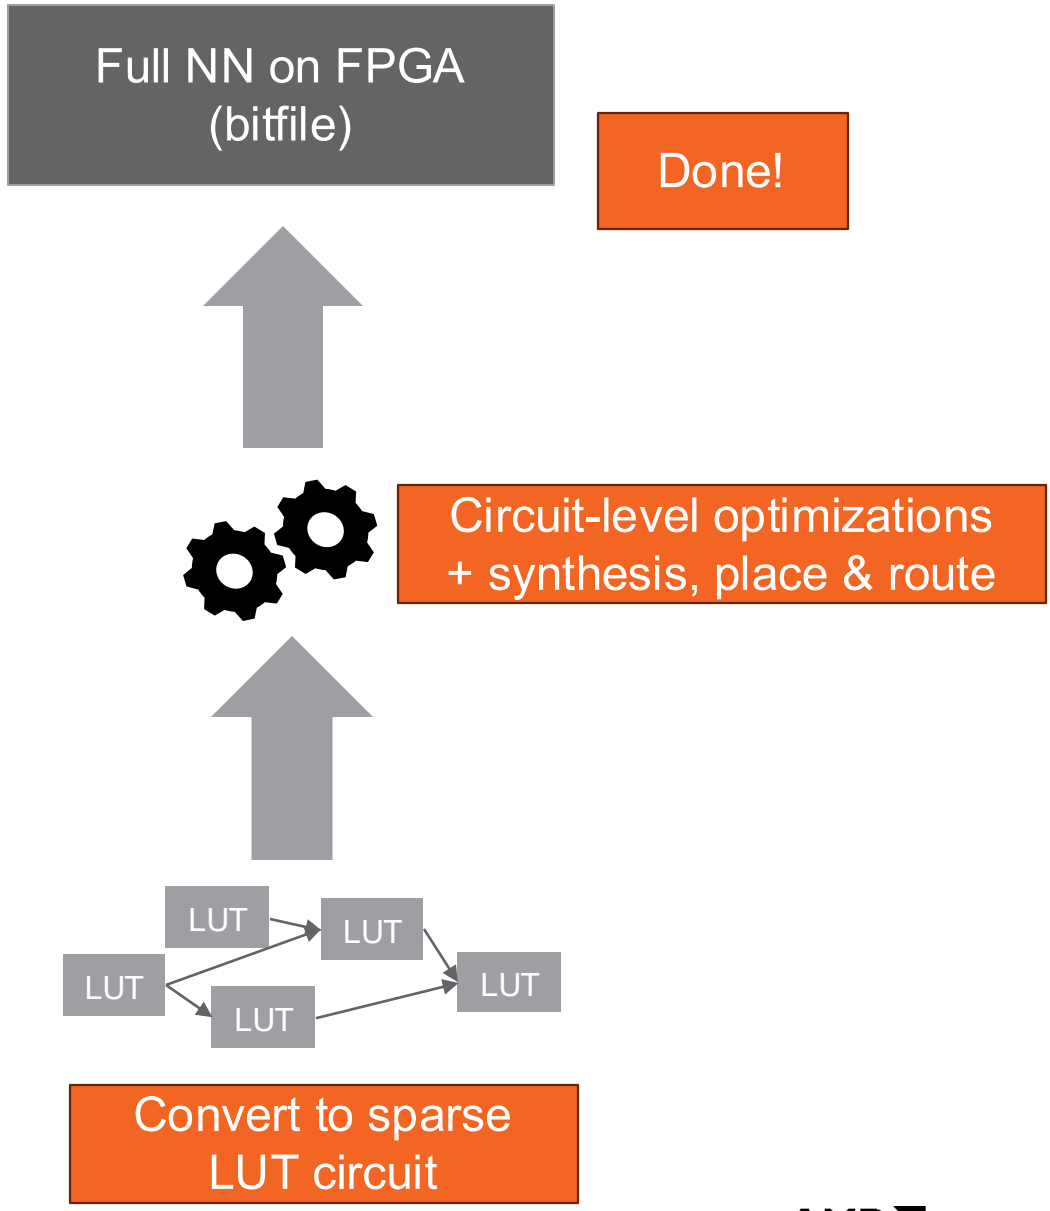 Full NN on FPGA
(bitfile)
Done!
Circuit-level optimizations
+ synthesis, place & route
LUT
LUT
LUT
LUT
LUT
Convert to sparse
LUT circuit